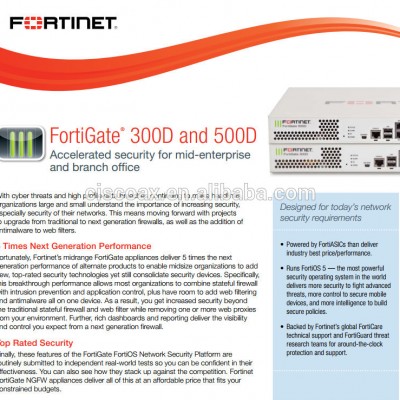 FORTINET
FortiGate® 300D and 500D
Accelerated security for mid-enterprise
and branch office
With cyber threats and high
organizations large and small understand the importance of increasing security,
especially security of their networks. This means moving forward with projects
to upgrade from traditional to next generation firewalls, as well as the addition of
antimalware to web filters.
5 Times Next Generation Performance
Fortunately, Fortinet's midrange FortiGate appliances deliver 5 times the next
generation performance of alternate products to enable midsize organizations to add
new, top-rated security technologies yet still consolidate security devices. Specifically,
this breakthrough performance allows most organizations to combine stateful firewall
with intrusion prevention and application control, plus have room to add web filtering
and antimalware all on one device. As a result, you get increased security beyond
the traditional stateful firewall and web filter while removing one or more web proxies
from your environment. Further, rich dashboards and reporting deliver the visibility
and control you expect from a next generation firewall.
Top Rated Security
Finally, these features of the FortiGate FortiOS Network Security Platform are
routinely submitted to independent real-world tests so you can be confident in their
effectiveness. You can also see how they stack up against the competition. Fortinet
FortiGate NGFW appliances deliver all of this at an affordable price that fits your
constrained budgets.
FORTINET
FORTINET
Designed for today's network
security requirements
• Powered by FortiASICs than deliver
industry best price/performance.
• Runs FortiOS 5 — the most powerful
security operating system in the world
delivers more security to fight advanced
threats, more control to secure mobile
devices, and more intelligence to build
secure policies.
• Backed by Fortinet's global FortiCare
technical support and FortiGuard threat
research teams for around-the-clock
protection and support.